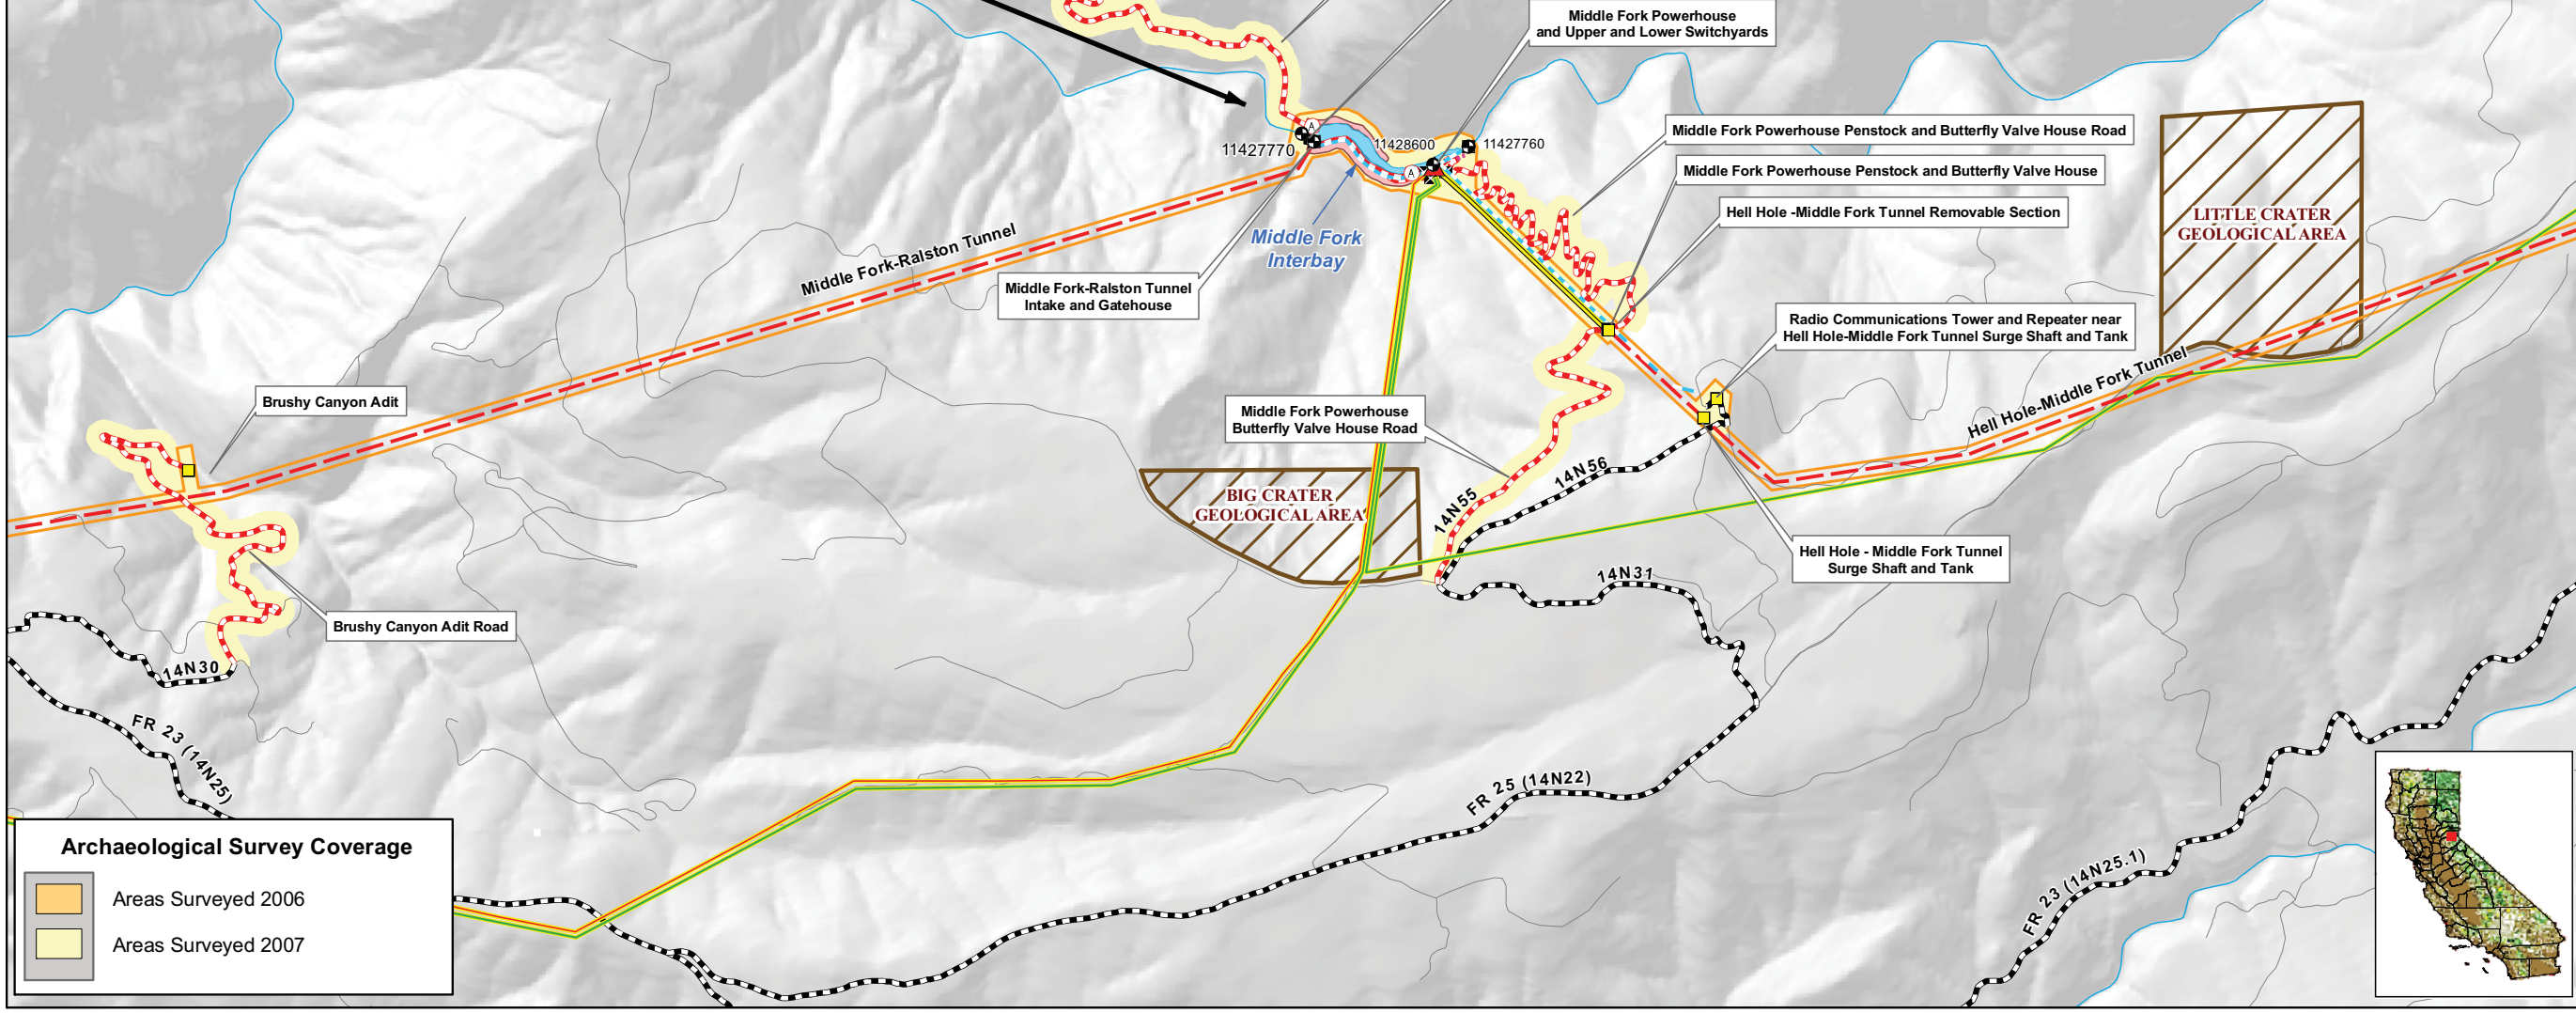 Middle Fork Powerhouse
and Upper and Lower Switchyards
Middle Fork Powerhouse Penstock and Butterfly Valve House Road
11427770
A
11428600
A
11427760
Middle Fork Powerhouse Penstock and Butterfly Valve House
Hell Hole -Middle Fork Tunnel Removable Section
LITTLE CRATER
GEOLOGICAL AREA
Middle Fork
Interbay
Middle Fork-Ralston Tunnel
Middle Fork-Ralston Tunnel
Intake and Gatehouse
Radio Communications Tower and Repeater near
Hell Hole-Middle Fork Tunnel Surge Shaft and Tank
Hell Hole-Middle Fork Tunnel
Brushy Canyon Adit
Middle Fork Powerhouse
Butterfly Valve House Road
14N56
14N55
BIG CRATER
GEOLOGICAL AREA
Hell Hole - Middle Fork Tunnel
Surge Shaft and Tank
14N31
Brushy Canyon Adit Road
14N30
FR 23 (14N25)
FR 25 (14N22)
FR 23 (14N25.1)
Archaeological Survey Coverage
Areas Surveyed 2006
Areas Surveyed 2007